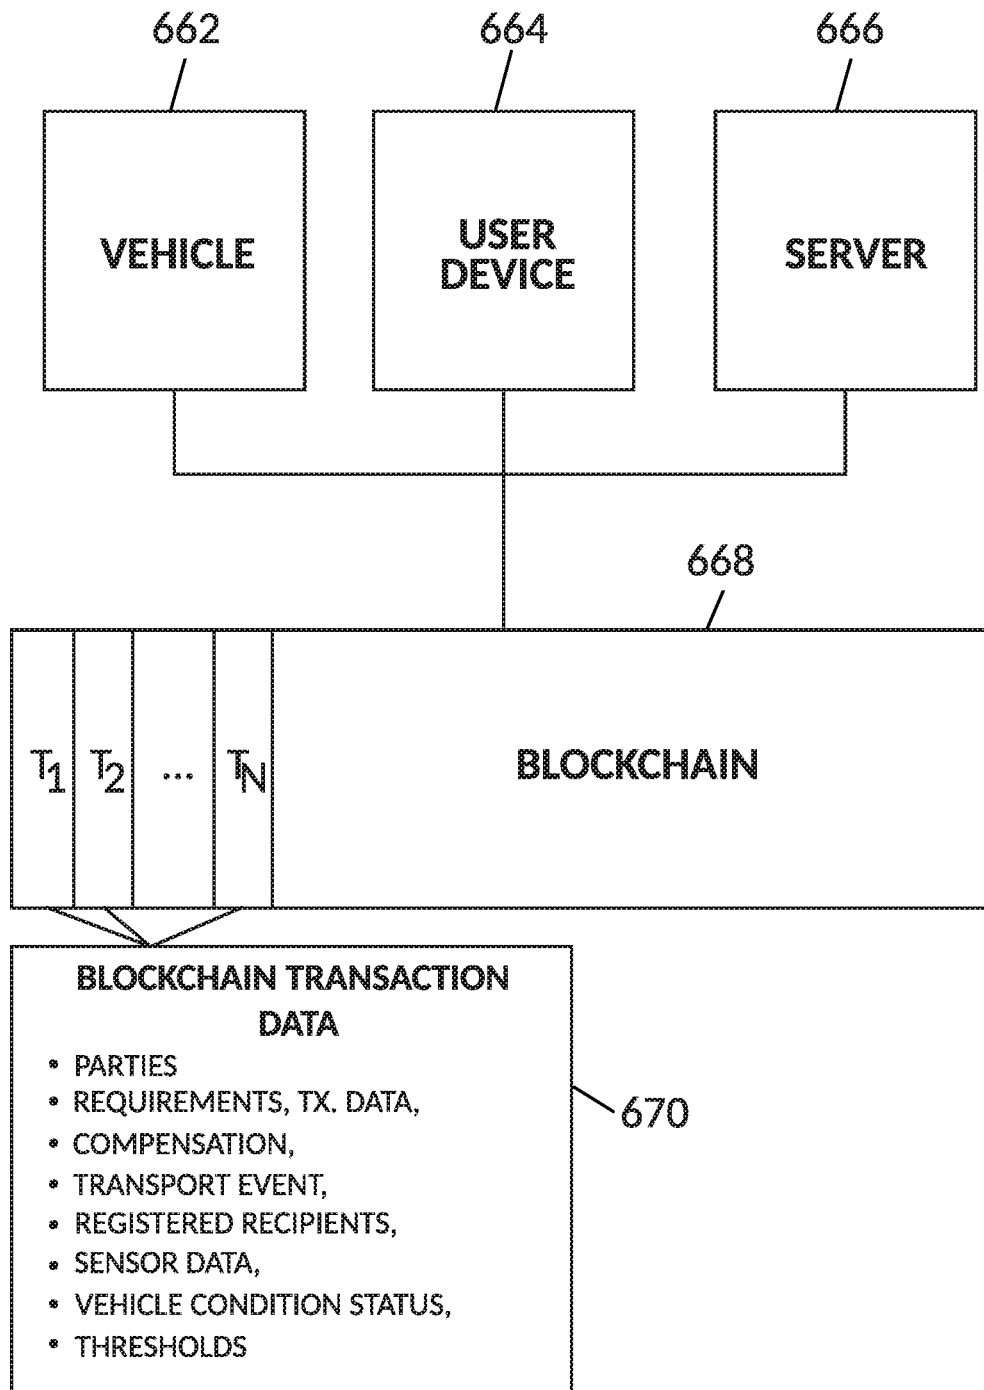 662 664 666
VEHICLE USER DEVICE SERVER
668
T1 T2 ... TN BLOCKCHAIN
BLOCKCHAIN TRANSACTION
DATA
• PARTIES
• REQUIREMENTS, TX. DATA,
• COMPENSATION,
• TRANSPORT EVENT,
• REGISTERED RECIPIENTS,
• SENSOR DATA,
• VEHICLE CONDITION STATUS,
• THRESHOLDS
670